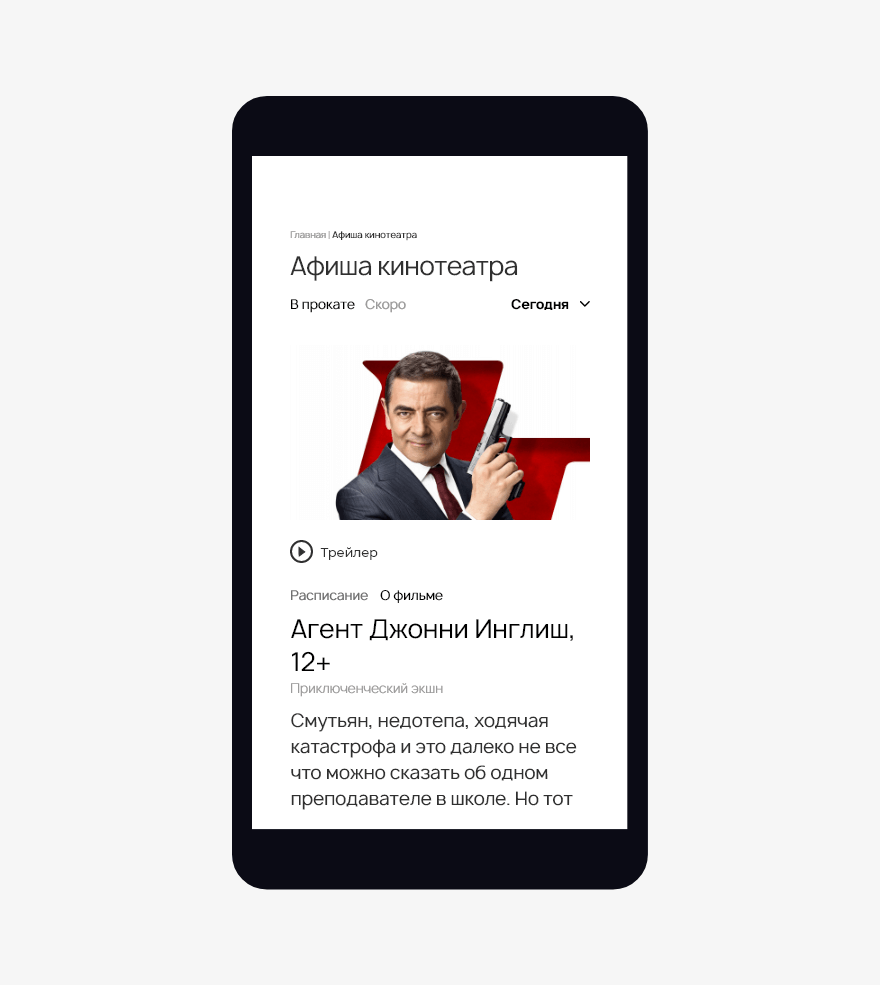 Главная | Афиша кинотеатра
Афиша кинотеатра
В прокате Скоро Сегодня
Трейлер
Расписание О фильме
Агент Джонни Инглиш,
12+
Приключенческий экшн
Смутьян, недотепа, ходячая
катастрофа и это далеко не все
что можно сказать об одном
преподавателе в школе. Но тот